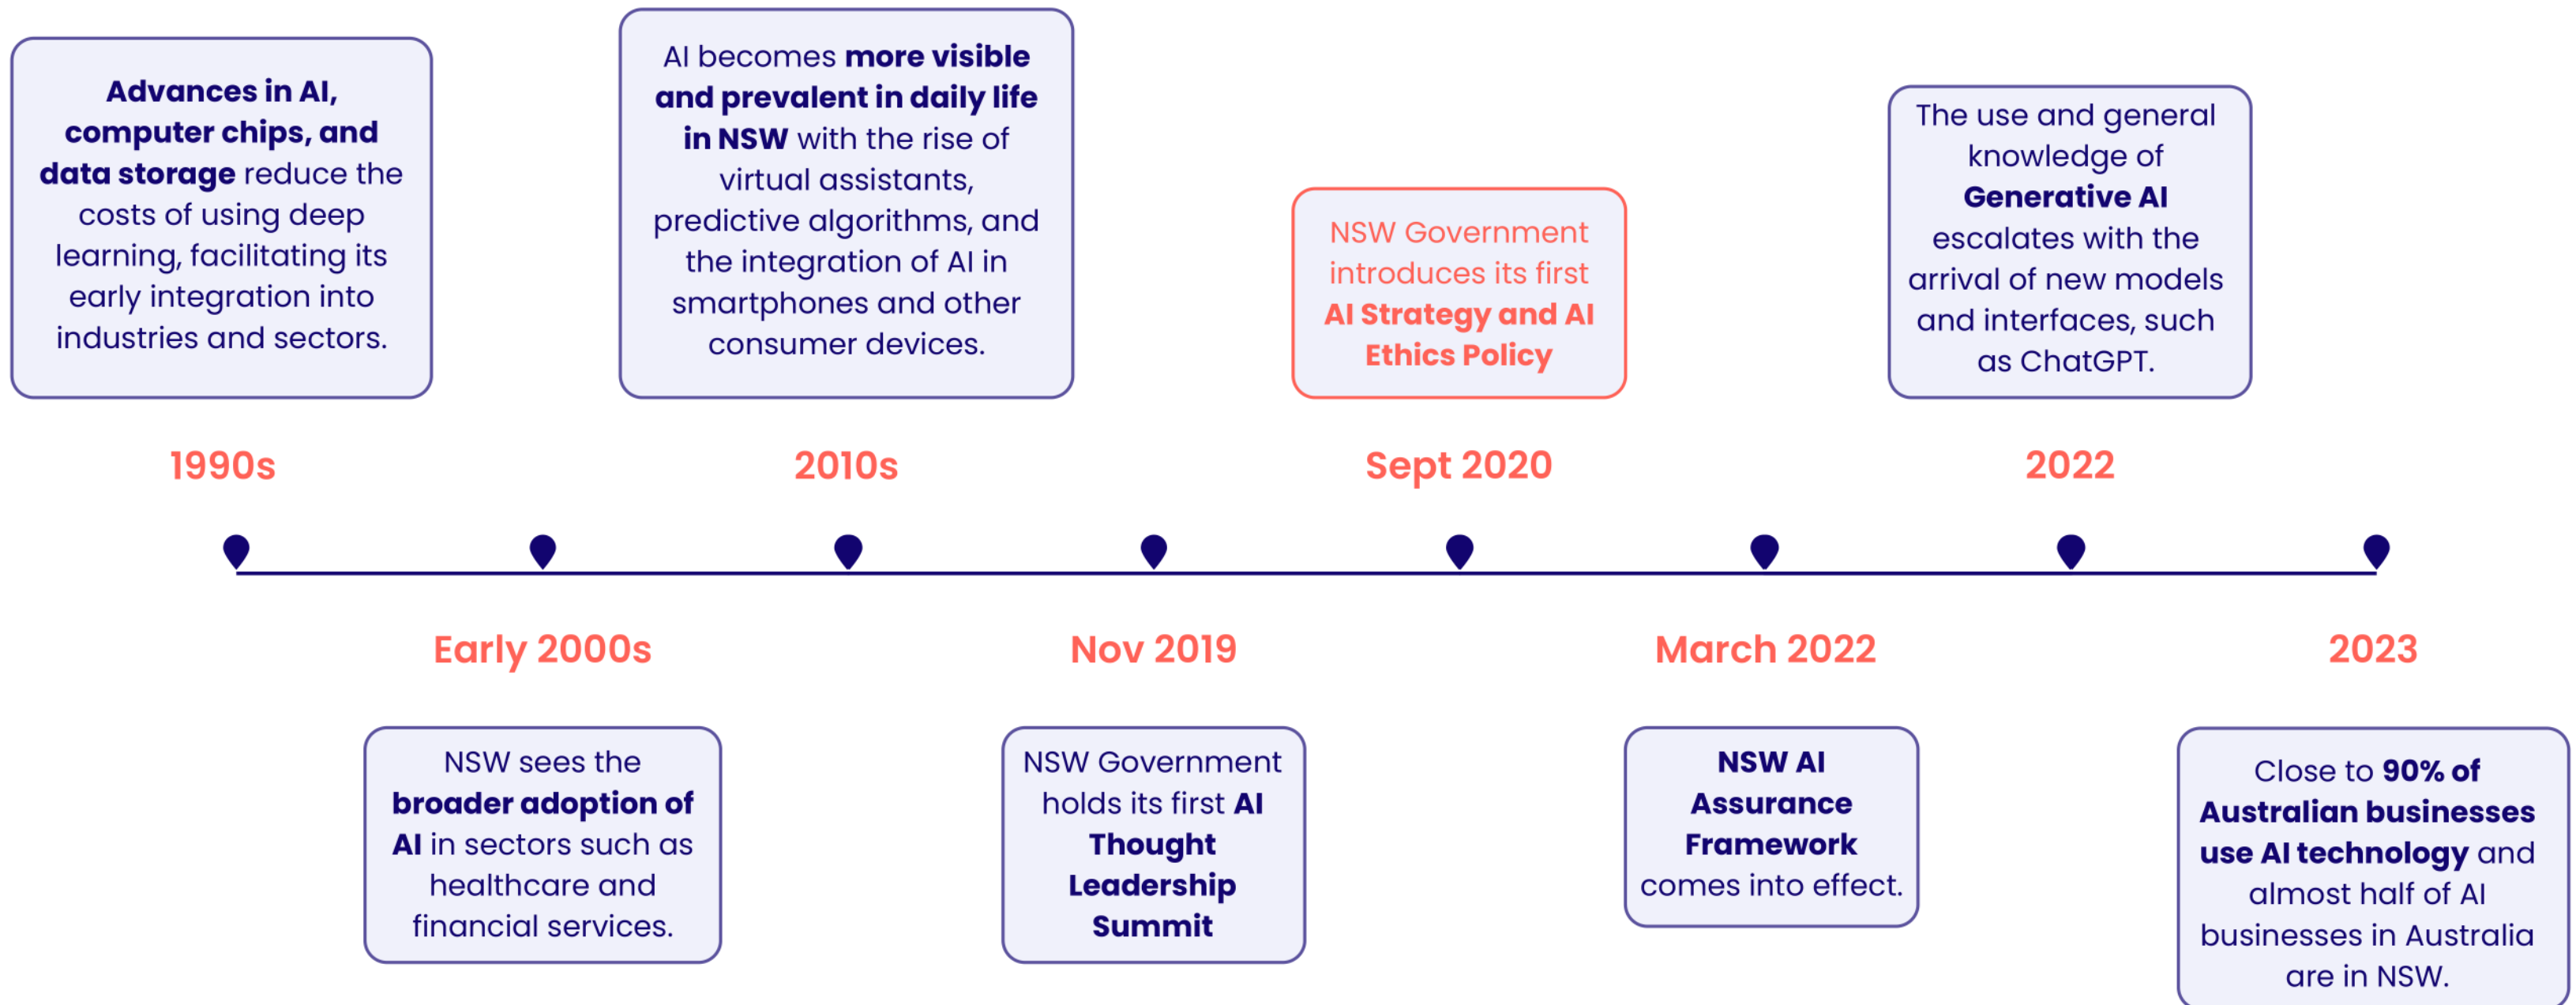 Advances in AI,
computer chips, and
data storage reduce the
costs of using deep
learning, facilitating its
early integration into
industries and sectors.
1990s
Early 2000s
NSW sees the
broader adoption of
AI in sectors such as
healthcare and
financial services.
AI becomes more visible
and prevalent in daily life
in NSW with the rise of
virtual assistants,
predictive algorithms, and
the integration of AI in
smartphones and other
consumer devices.
2010s
Nov 2019
NSW Government
holds its first AI
Thought
Leadership
Summit
NSW Government
introduces its first
AI Strategy and AI
Ethics Policy
Sept 2020
March 2022
NSW AI
Assurance
Framework
comes into effect.
The use and general
knowledge of
Generative AI
escalates with the
arrival of new models
and interfaces, such
as ChatGPT.
2022
2023
Close to 90% of
Australian businesses
use AI technology and
almost half of AI
businesses in Australia
are in NSW.